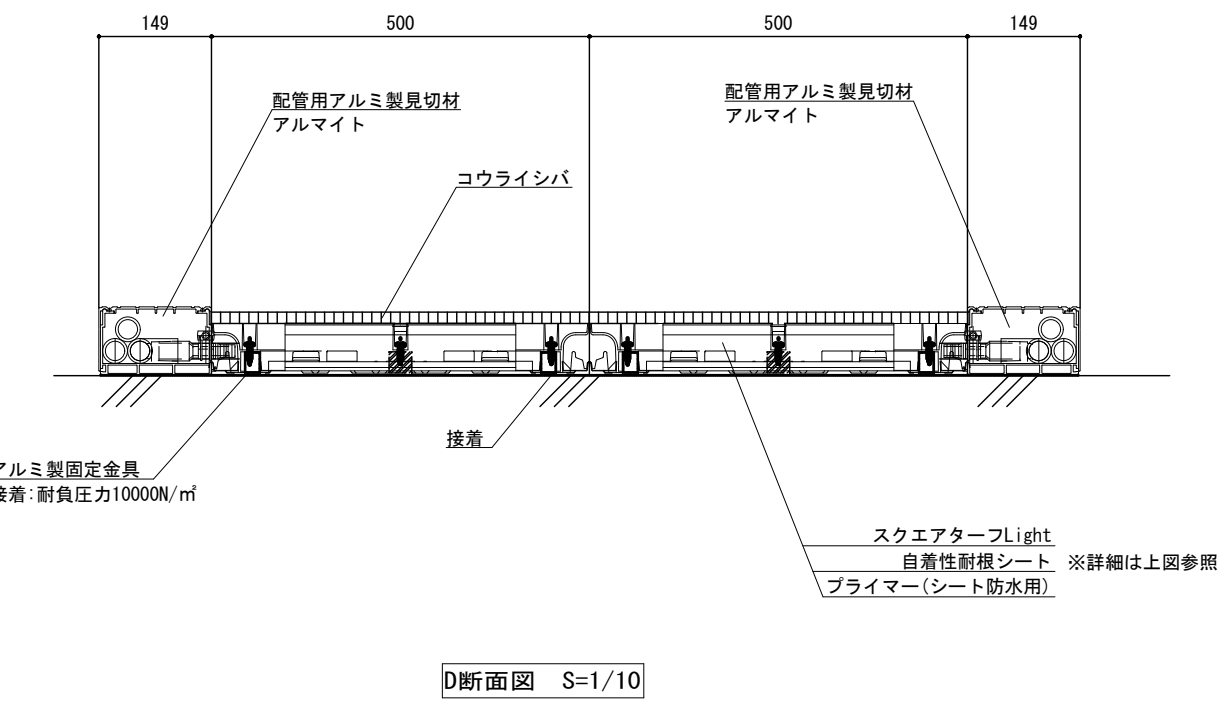 149 500 500 149
配管用アルミ製見切材
アルマイト
配管用アルミ製見切材
アルマイト
コウライシバ
接着
アルミ製固定金具
接着:耐負圧力10000N/㎡
スクエアターフLight
自着性耐根シート ※詳細は上図参照
プライマー(シート防水用)
D断面図 S=1/10